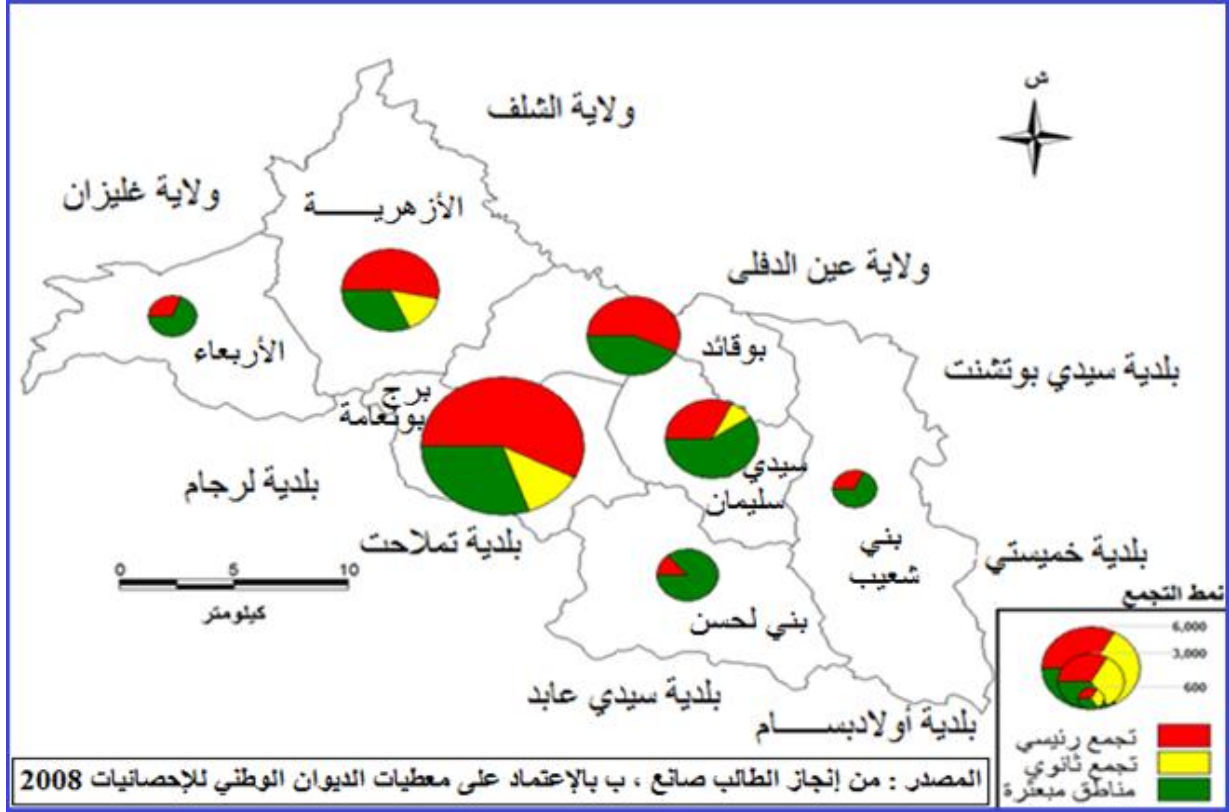 ش
ولاية الشلف
ولاية غليزان
الأزهريـــــة
ولاية عين الدفلى
بوقائد
الأربعاء
بلدية سيدي بوتشنت
برج
بونعامة
سيدي
سليمان
بلدية لرجام
بلدية تملاحت
بني
شعيب
بلدية خميستي
0 5 10
كيلومتر
بني لحسن
نمط التجمع
6,000
3,000
600
بلدية سيدي عابد
بلدية أولادبســـــام
تجمع رئيسي
تجمع ثانوي
مناطق مبعثرة
المصدر : من إنجاز الطالب صانع ، ب بالإعتماد على معطيات الديوان الوطني للإحصانيات 2008